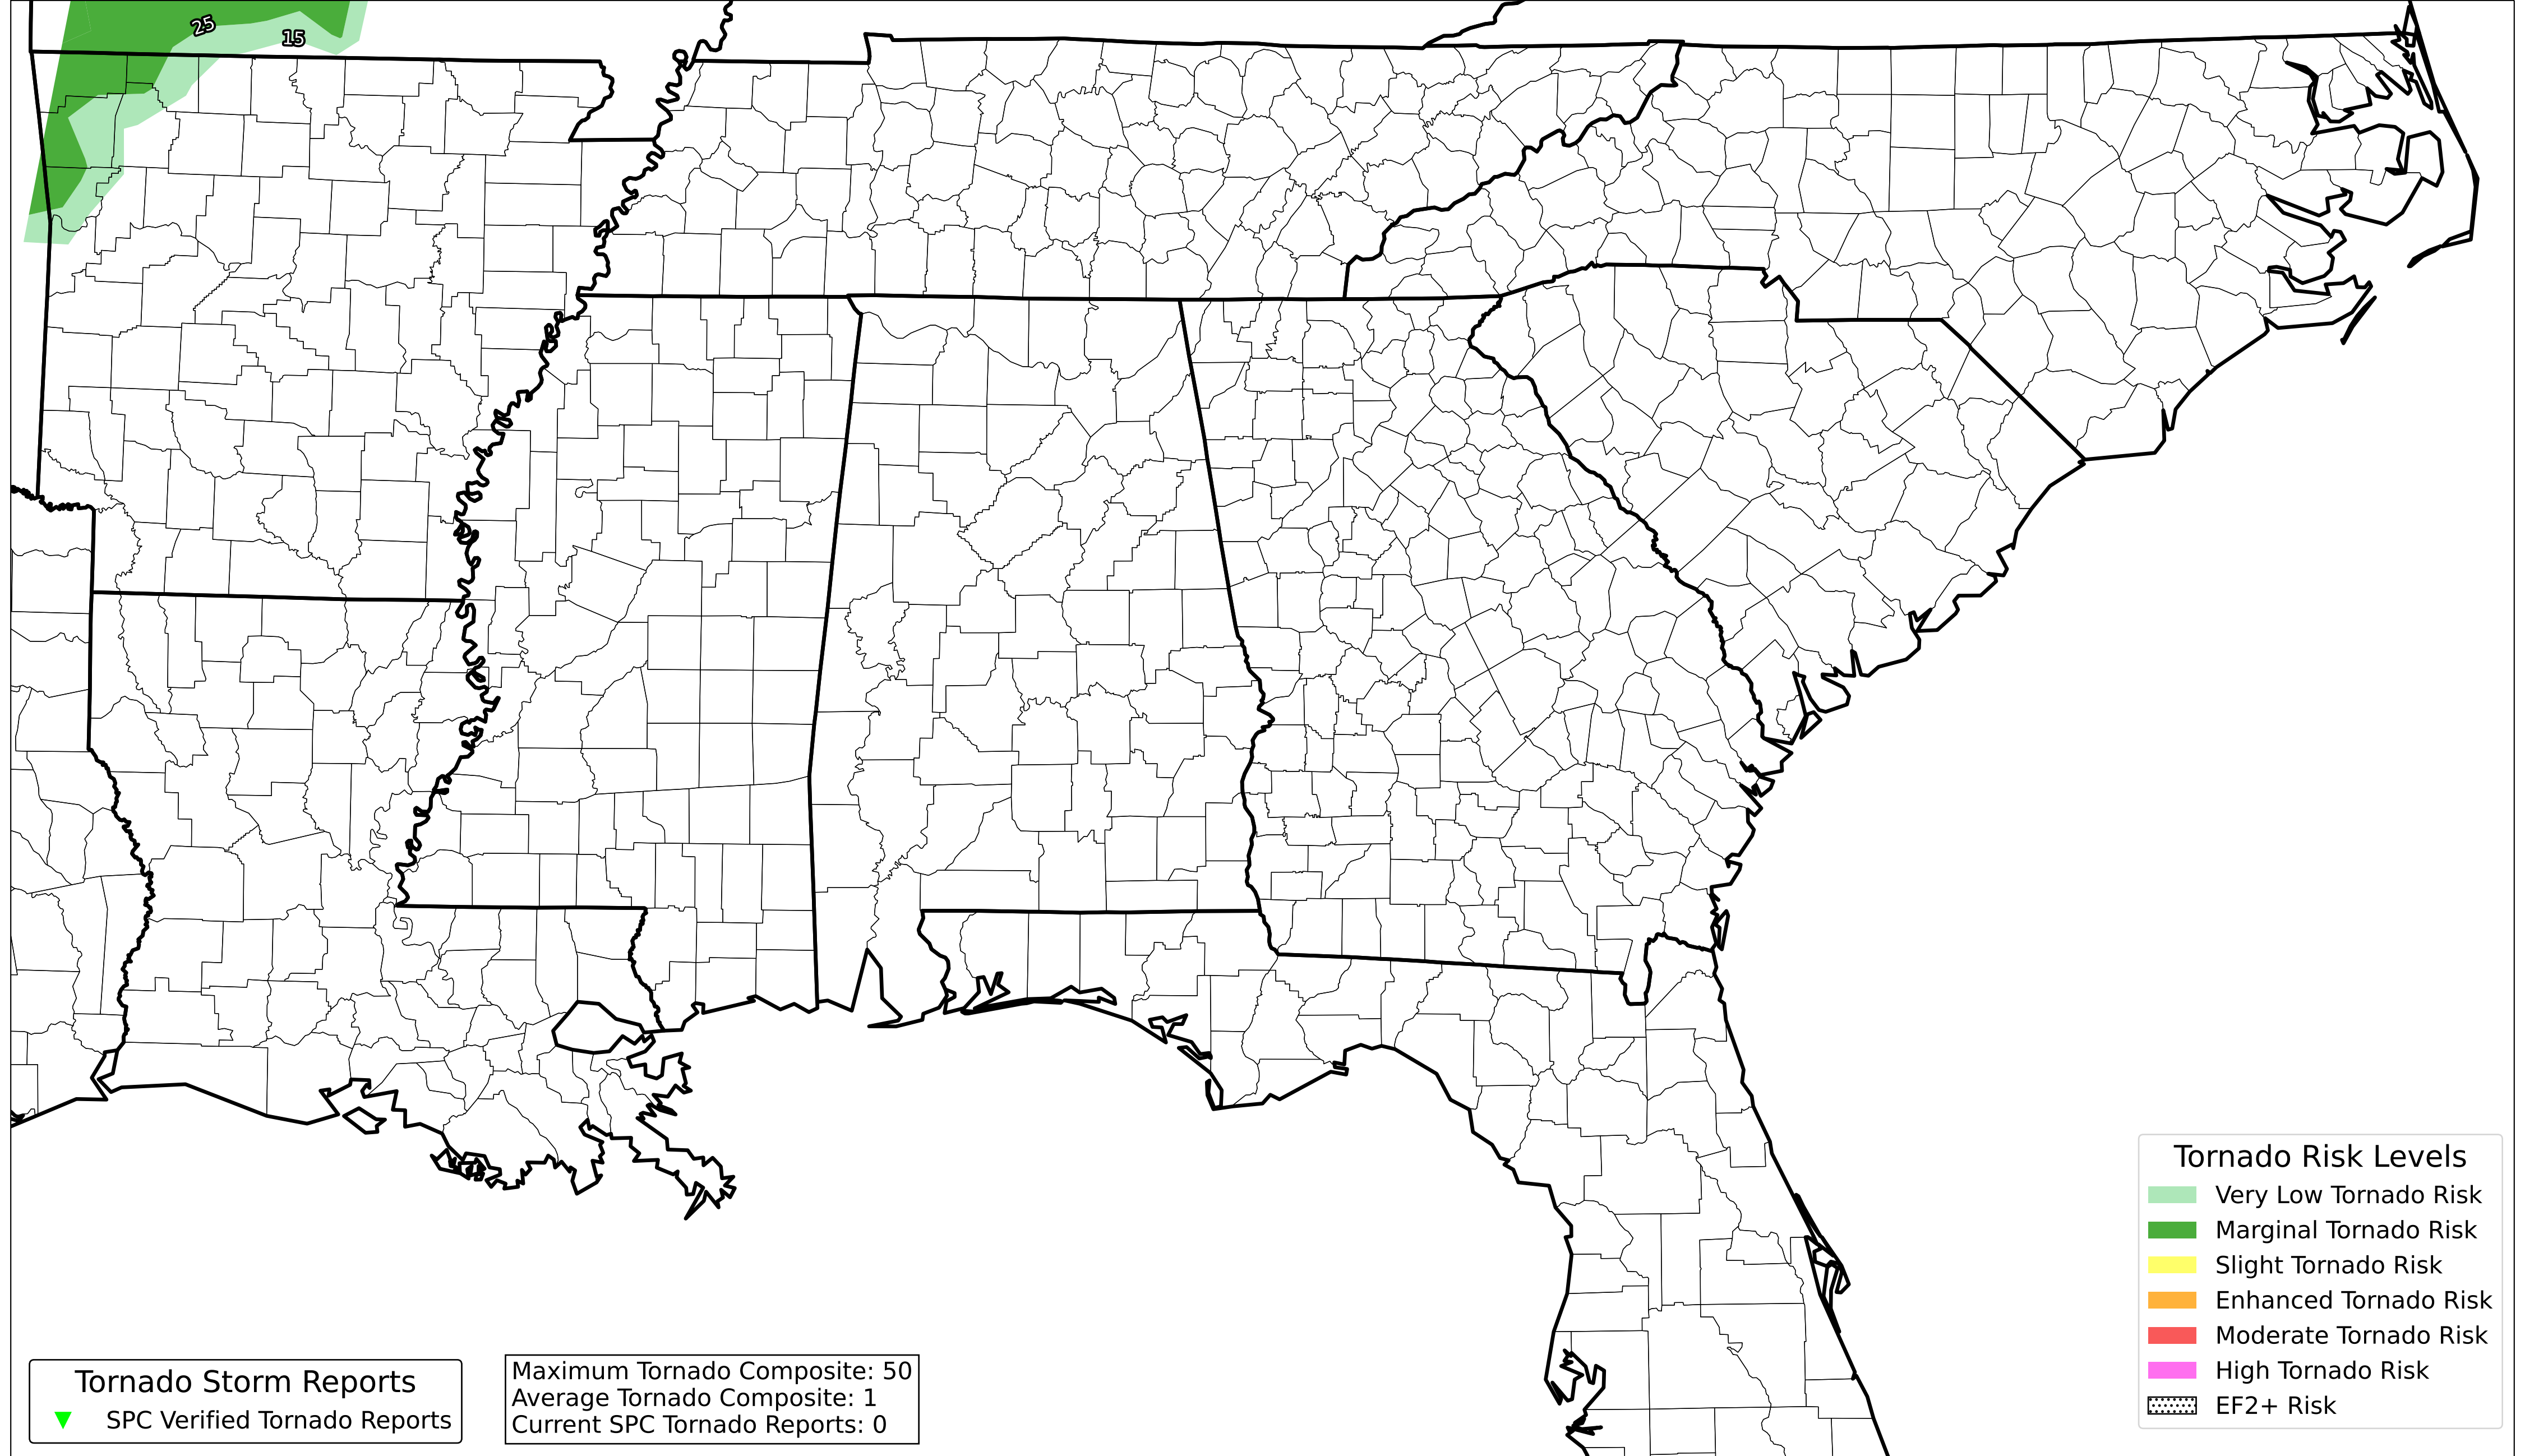 25
15
Tornado Storm Reports
SPC Verified Tornado Reports
Maximum Tornado Composite: 50
Average Tornado Composite: 1
Current SPC Tornado Reports: 0
Tornado Risk Levels
Very Low Tornado Risk
Marginal Tornado Risk
Slight Tornado Risk
Enhanced Tornado Risk
Moderate Tornado Risk
High Tornado Risk
EF2+ Risk